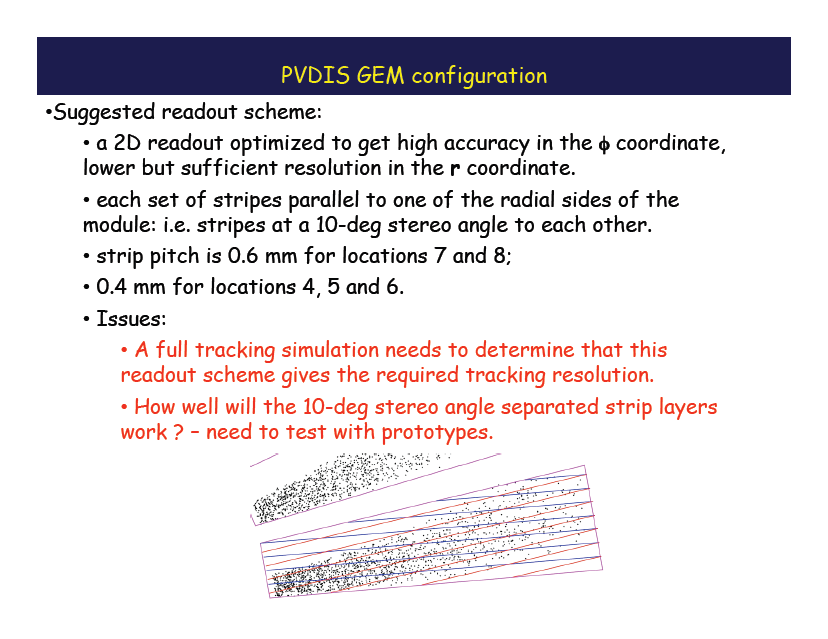 PVDIS GEM configuration
•Suggested readout scheme:
• a 2D readout optimized to get high accuracy in the ϕ coordinate,
lower but sufficient resolution in the r coordinate.
• each set of stripes parallel to one of the radial sides of the
module: i.e. stripes at a 10-deg stereo angle to each other.
• strip pitch is 0.6 mm for locations 7 and 8;
• 0.4 mm for locations 4, 5 and 6.
• Issues:
• A full tracking simulation needs to determine that this
readout scheme gives the required tracking resolution.
• How well will the 10-deg stereo angle separated strip layers
work ? – need to test with prototypes.